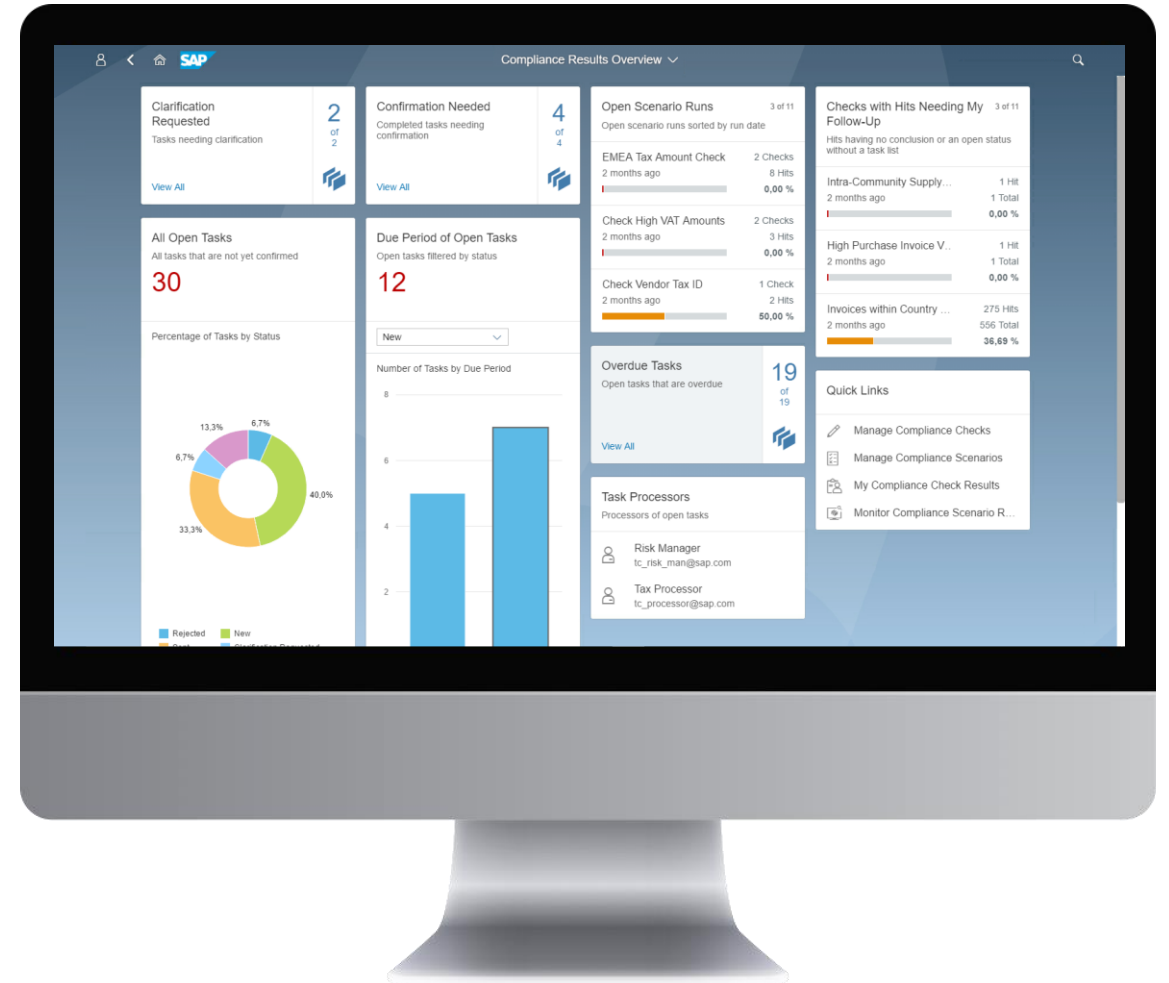 SAP
Compliance Results Overview
Clarification
Requested
Tasks needing clarification
2
of
2
View All
Confirmation Needed
Completed tasks needing
confirmation
4
of
4
View All
Open Scenario Runs
3 of 11
Open scenario runs sorted by run date
EMEA Tax Amount Check
2 Checks
2 months ago
8 Hits
0,00 %
Check High VAT Amounts
2 Checks
2 months ago
3 Hits
0,00 %
Check Vendor Tax ID
1 Check
2 months ago
2 Hits
50,00 %
Checks with Hits Needing My
3 of 11
Follow-Up
Hits having no conclusion or an open status
without a task list
Intra-Community Supply...
1 Hit
2 months ago
1 Total
0,00 %
High Purchase Invoice V..
1 Hit
2 months ago
1 Total
0,00 %
Invoices within Country ...
275 Hits
2 months ago
556 Total
36,69 %
All Open Tasks
All tasks that are not yet confirmed
30
Percentage of Tasks by Status
13,3%
6,7%
6,7%
40,0%
33,3%
Rejected
New
Due Period of Open Tasks
Open tasks filtered by status
12
New
Number of Tasks by Due Period
8
6
4
2
Overdue Tasks
Open tasks that are overdue
19
of
19
View All
Task Processors
Processors of open tasks
Risk Manager
tc_risk_man@sap.com
Tax Processor
tc_processor@sap.com
Quick Links
Manage Compliance Checks
Manage Compliance Scenarios
My Compliance Check Results
Monitor Compliance Scenario R...